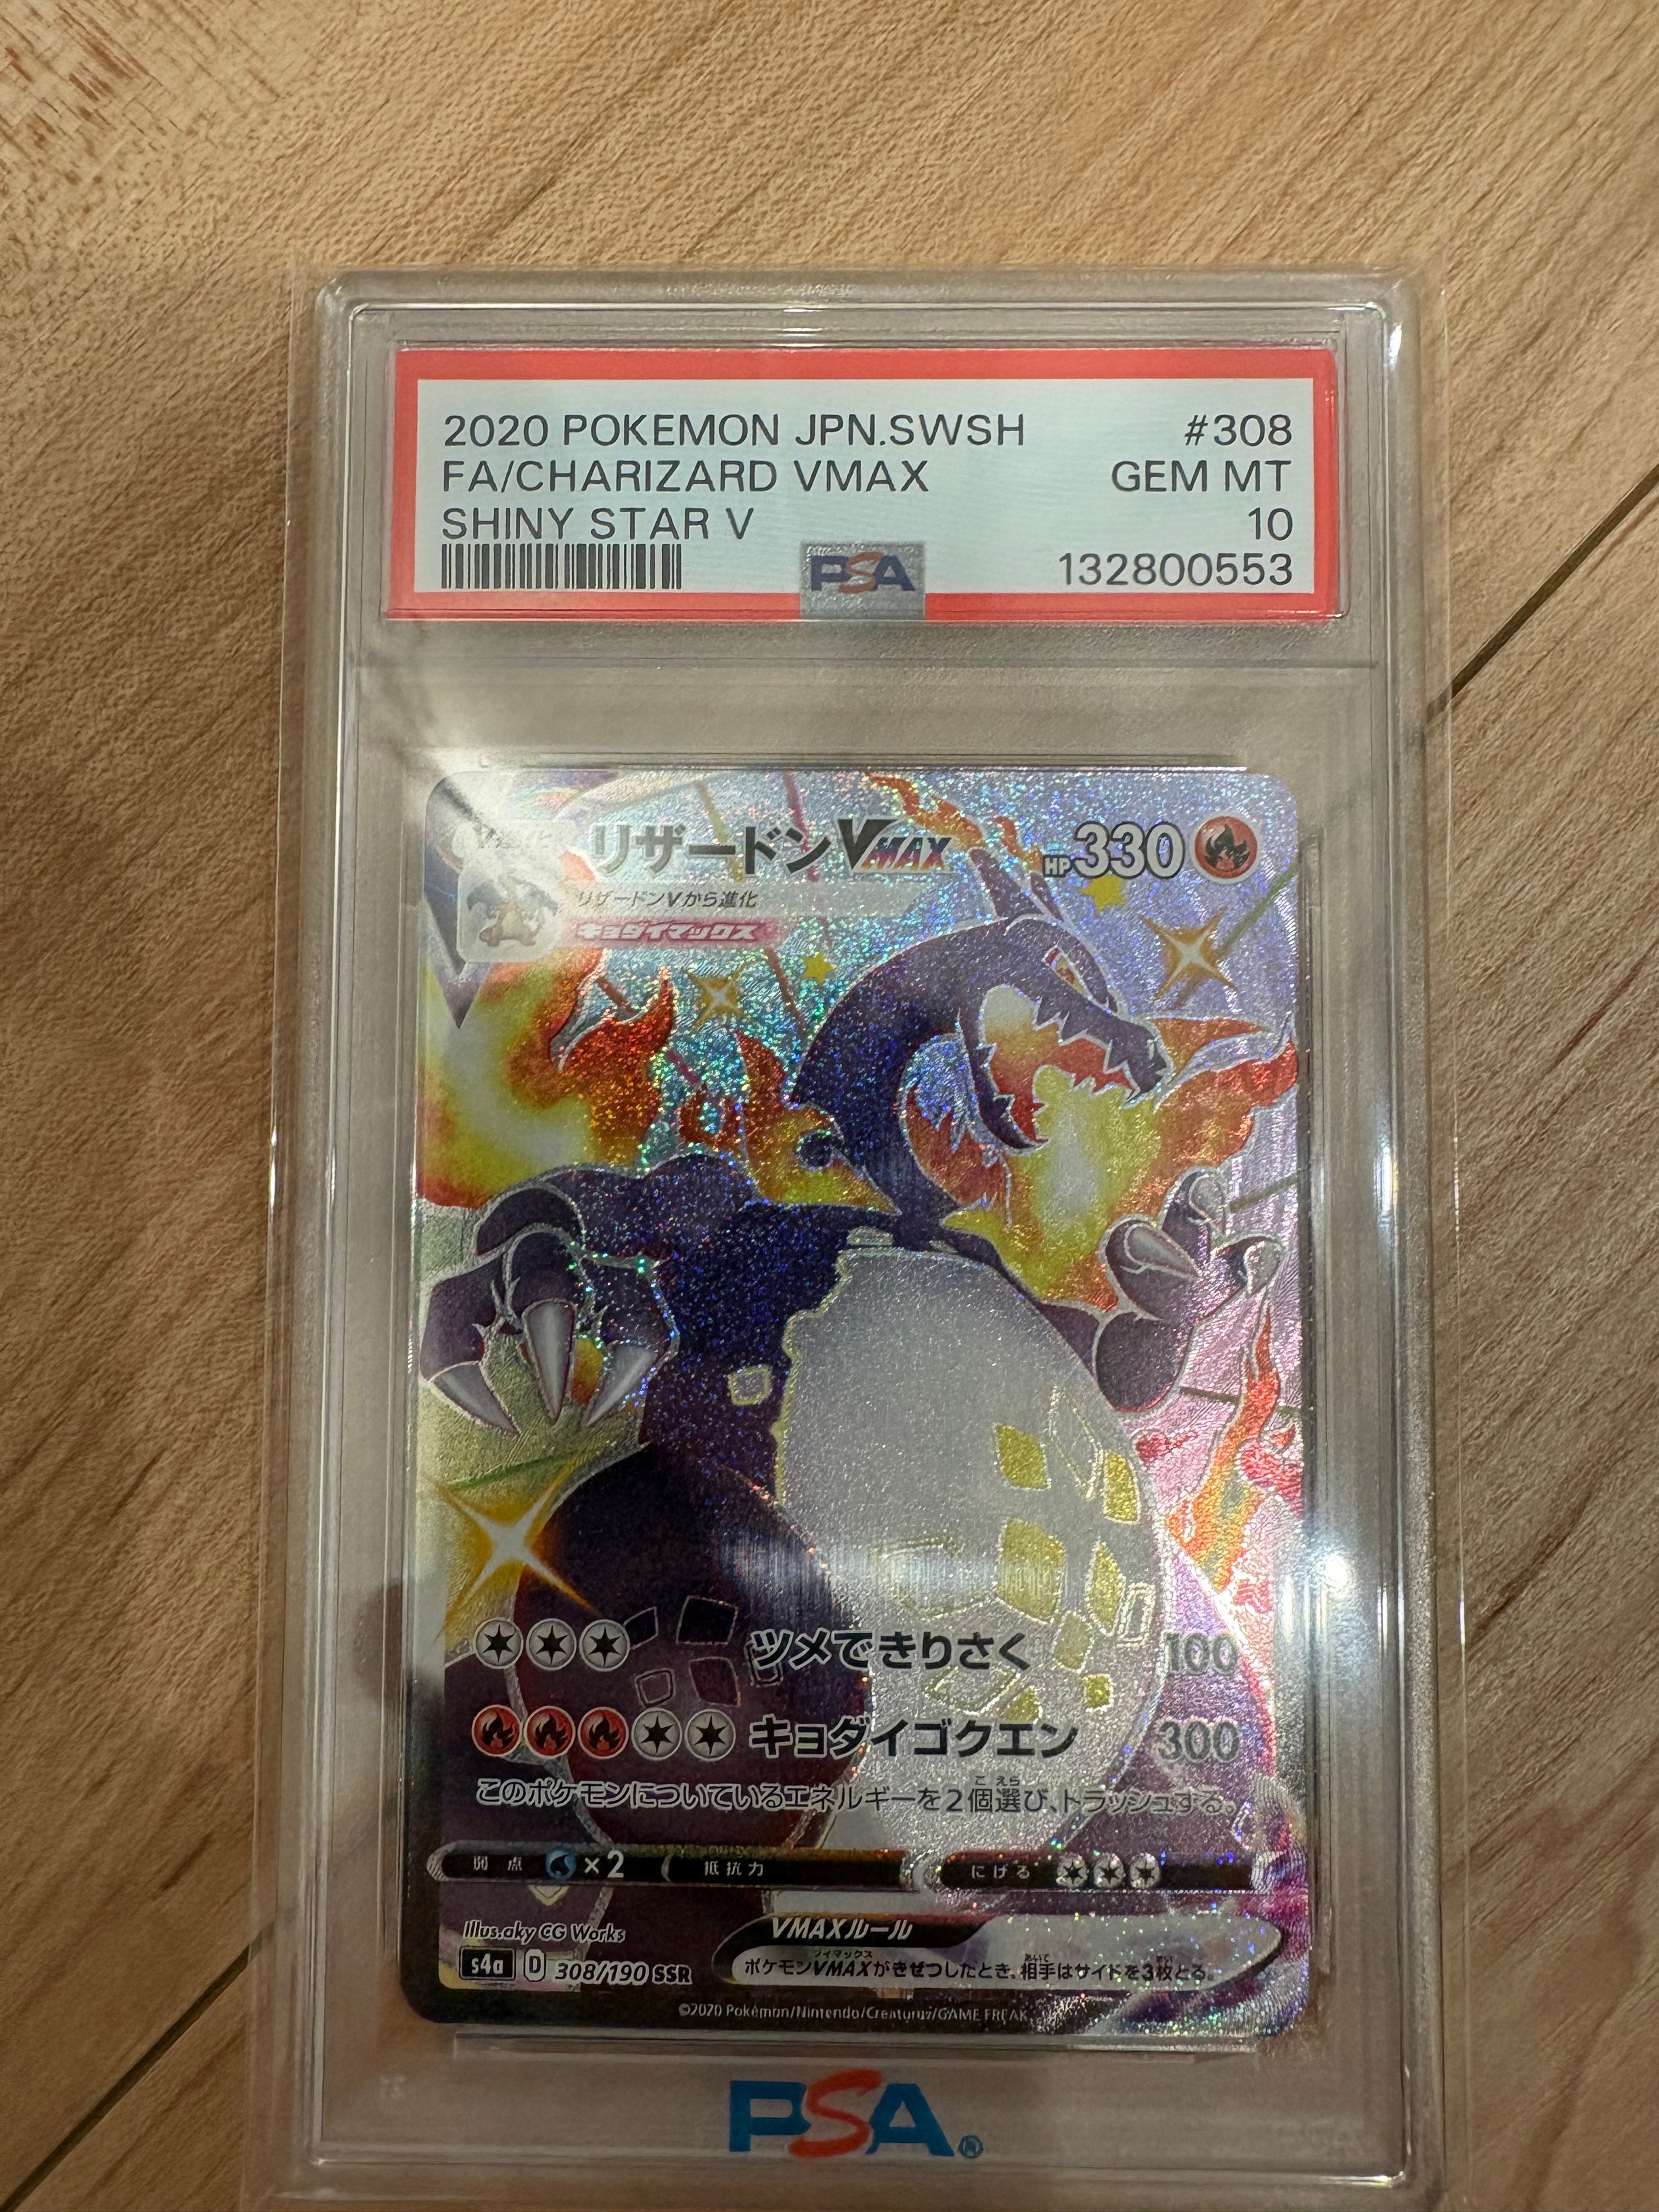 2020 POKEMON JPN.SWSH #308
FA/CHARIZARD VMAX GEM MT
SHINY STAR V 10
PSA 132800553
V進化 リザードンVMAX HP330
リザードンVから進化
キョダイマックス
ツメできりさく 100
キョダイゴクエン 300
このポケモンについているエネルギーを2個選び、トラッシュする。
弱点 ×2 抵抗力 にげる
Illus.aky CG Works
VMAXルール
s4a D 308/190 SSR
ポケモンVMAXがきぜつしたとき、相手はサイドを3枚とる。
©2020 Pokémon/Nintendo/Creatures/GAME FREAK
PSA®